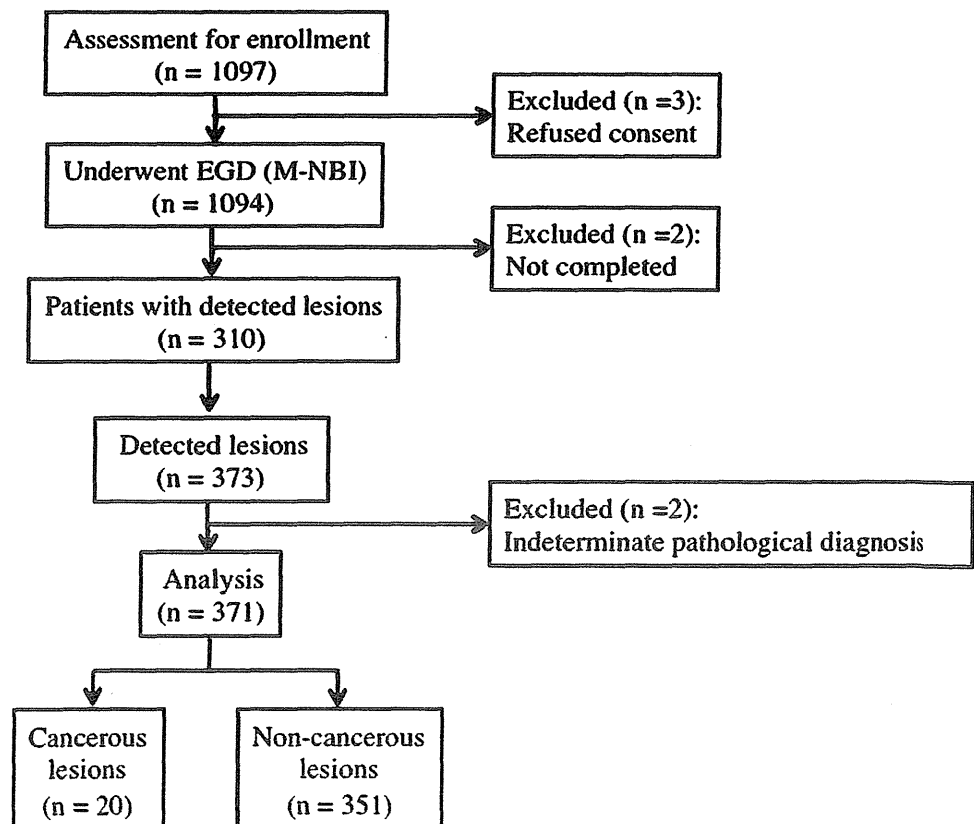 Assessment for enrollment
(n = 1097)
Excluded (n =3):
Refused consent
Underwent EGD (M-NBI)
(n = 1094)
Excluded (n =2):
Not completed
Patients with detected lesions
(n = 310)
Detected lesions
(n = 373)
Excluded (n =2):
Indeterminate pathological diagnosis
Analysis
(n = 371)
Cancerous
lesions
(n = 20)
Non-cancerous
lesions
(n = 351)